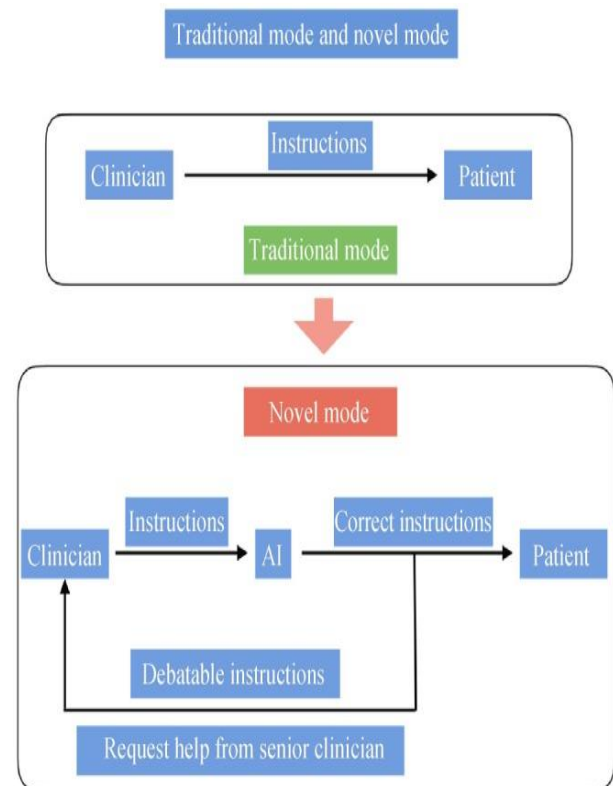 Traditional mode and novel mode
Instructions
Clinician
Patient
Traditional mode
Novel mode
Instructions
Correct instructions
Clinician
AI
Patient
Debatable instructions
Request help from senior clinician